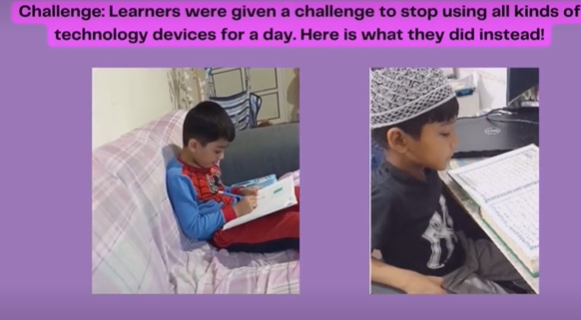 Challenge: Learners were given a challenge to stop using all kinds of
technology devices for a day. Here is what they did instead!